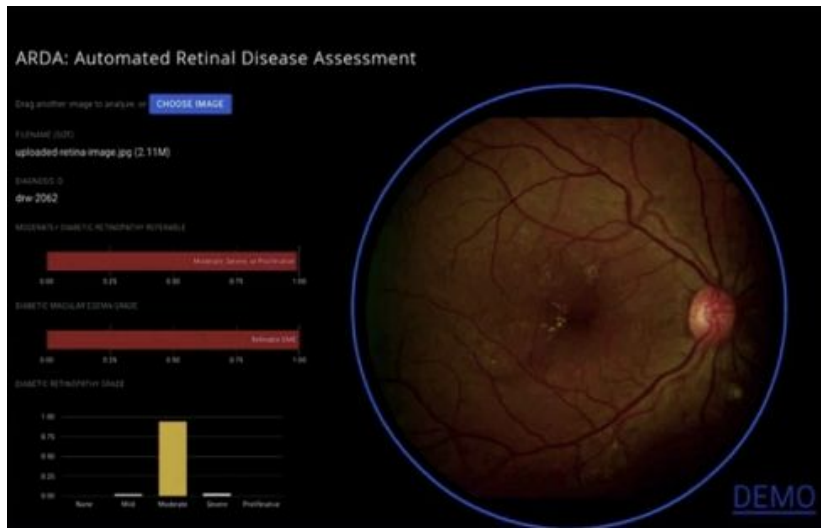 ARDA: Automated Retinal Disease Assessment
Drag another image to analyze, or CHOOSE IMAGE
FILENAME (SIZE)
uploaded-retina-image.jpg (2.11M)
DIAGNOSIS ID
drw-2062
MODERATE+ DIABETIC RETINOPATHY REFERABLE
Moderate, Severe, or Proliferative
0.00 0.25 0.50 0.75 1.00
DIABETIC MACULAR EDEMA GRADE
Referable DME
0.00 0.25 0.50 0.75 1.00
DIABETIC RETINOPATHY GRADE
1.00
0.75
0.50
0.25
0.00
None Mild Moderate Severe Proliferative
DEMO